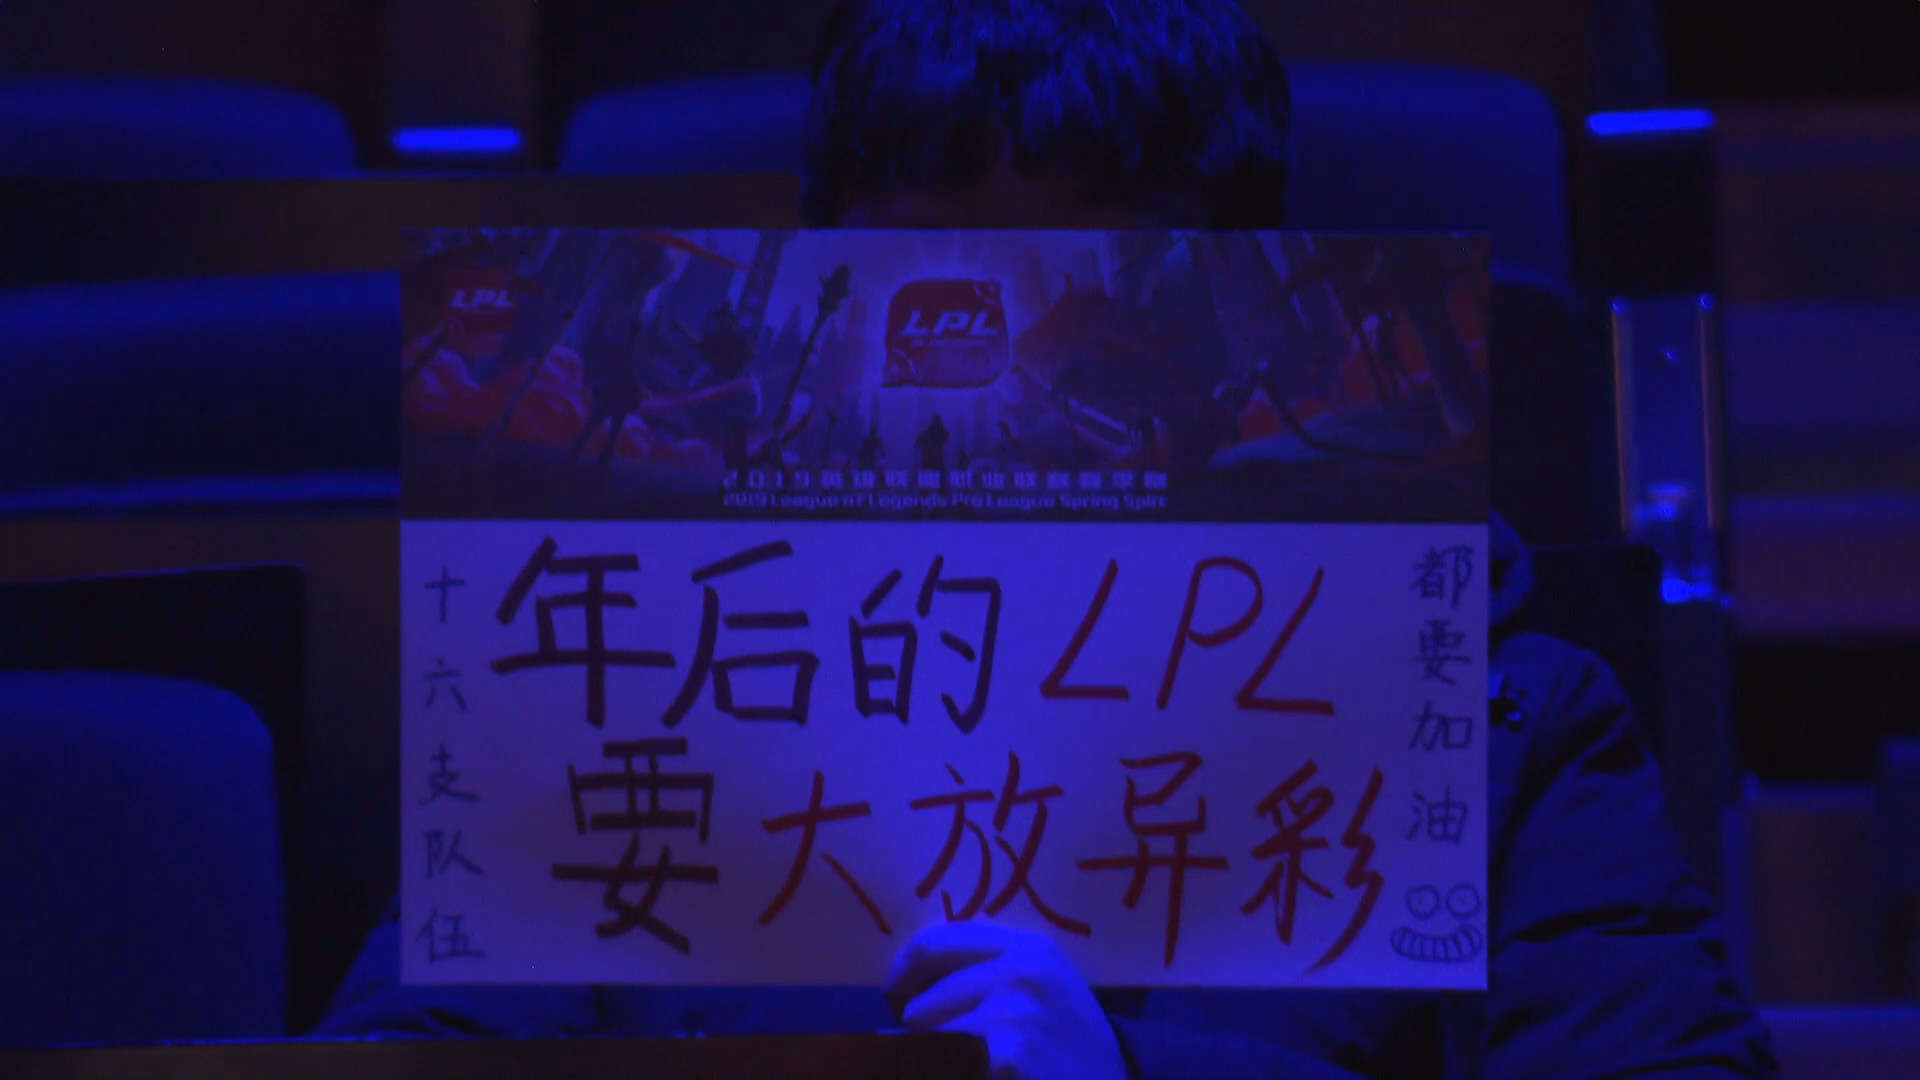 LPL
LPL
2019英雄联盟职业联赛春季赛
2019 League of Legends Pro League Spring Split
十六支队伍
年后的LPL
要大放异彩
都要加油